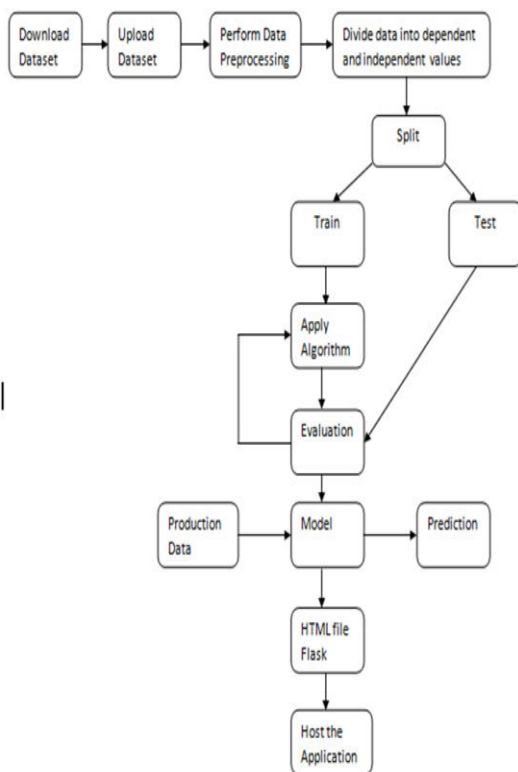 Download
Dataset
Upload
Dataset
Perform Data
Preprocessing
Divide data into dependent
and independent values
Split
Train
Test
Apply
Algorithm
Evaluation
Production
Data
Model
Prediction
HTML file
Flask
Host the
Application